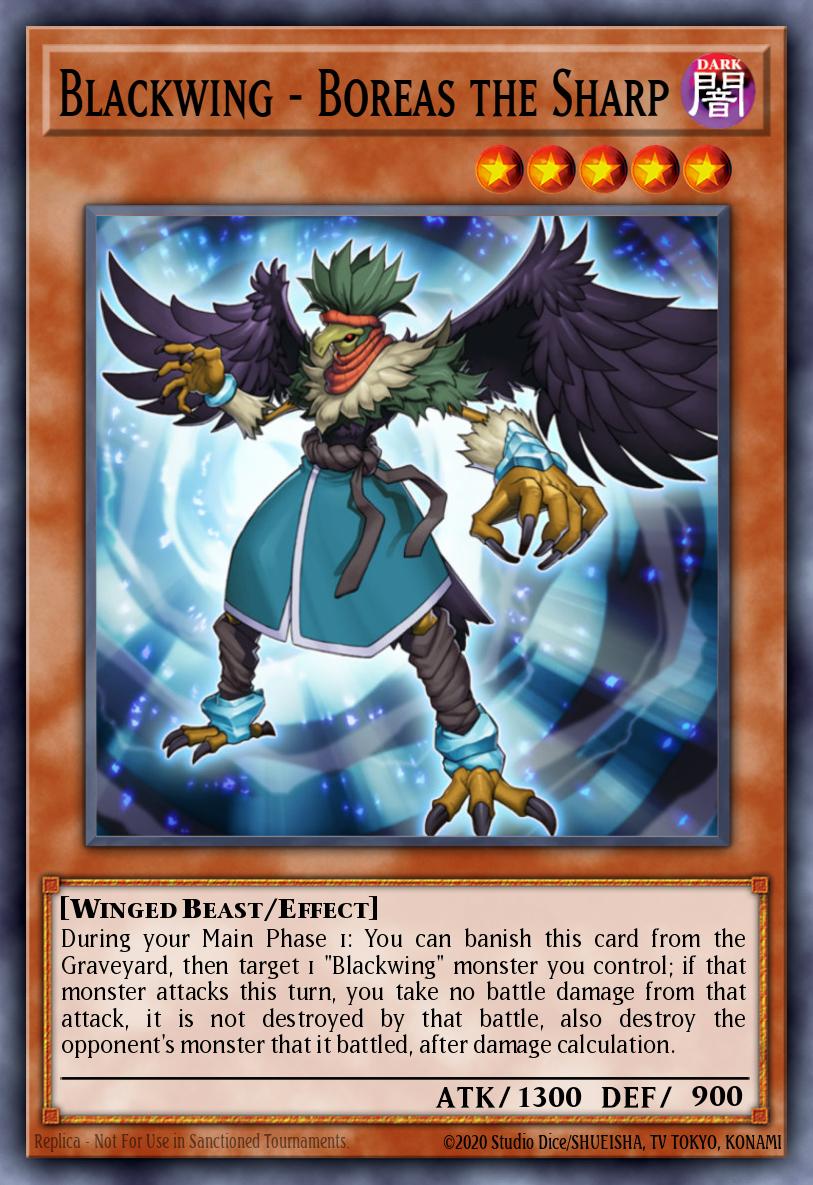 Blackwing - Boreas the Sharp
DARK
闇
[Winged Beast/Effect]
During your Main Phase 1: You can banish this card from the
Graveyard, then target 1 "Blackwing" monster you control; if that
monster attacks this turn, you take no battle damage from that
attack, it is not destroyed by that battle, also destroy the
opponent's monster that it battled, after damage calculation.
ATK/1300 DEF/ 900
Replica - Not For Use in Sanctioned Tournaments.
©2020 Studio Dice/SHUEISHA, TV TOKYO, KONAMI